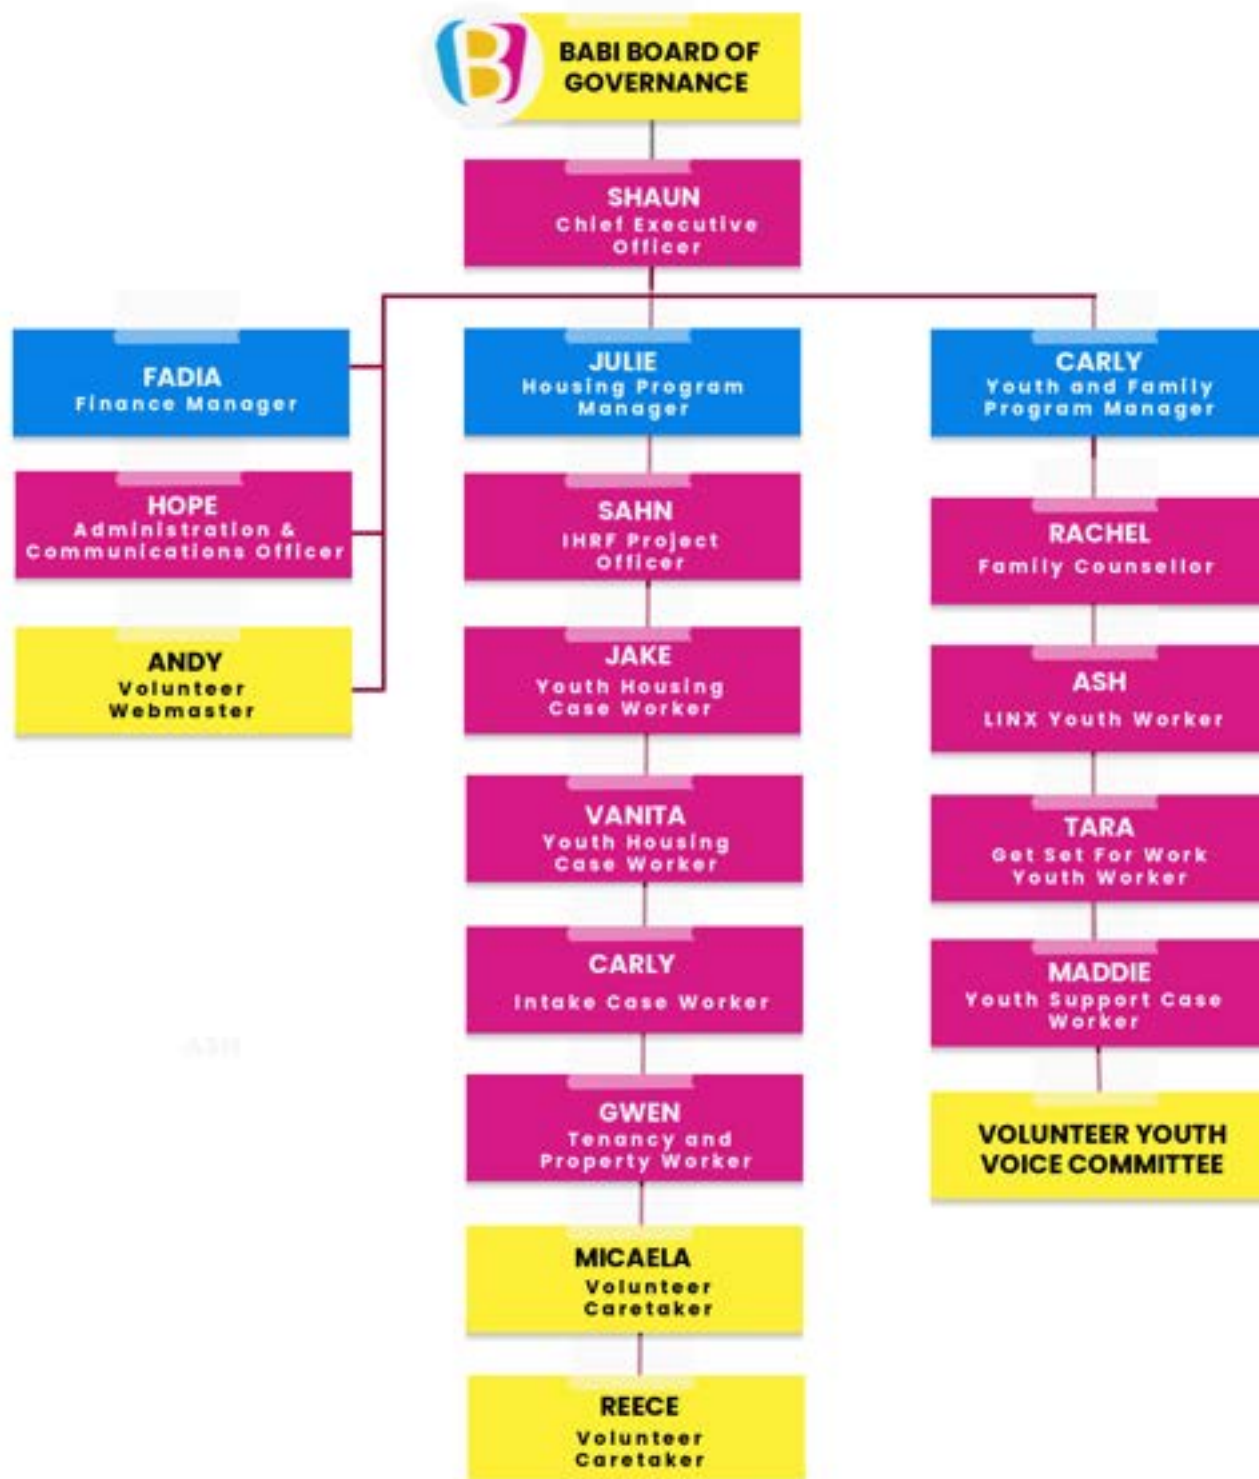 B
BABI BOARD OF
GOVERNANCE
SHAUN
Chief Executive
Officer
FADIA
Finance Manager
HOPE
Administration &
Communications Officer
ANDY
Volunteer
Webmaster
JULIE
Housing Program
Manager
SAHN
IHRF Project
Officer
JAKE
Youth Housing
Case Worker
VANITA
Youth Housing
Case Worker
CARLY
Intake Case Worker
GWEN
Tenancy and
Property Worker
MICAELA
Volunteer
Caretaker
REECE
Volunteer
Caretaker
CARLY
Youth and Family
Program Manager
RACHEL
Family Counsellor
ASH
LINX Youth Worker
TARA
Get Set For Work
Youth Worker
MADDIE
Youth Support Case
Worker
VOLUNTEER YOUTH
VOICE COMMITTEE